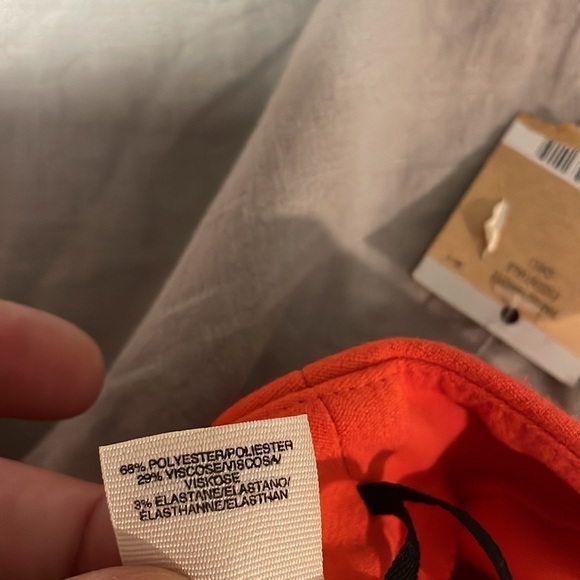 68% POLYESTER/POLIESTER
29% VISCOSE/VISCOSA/
VISKOSE
3% ELASTANE/ELASTANO/
ELASTHANNE/ELASTHAN